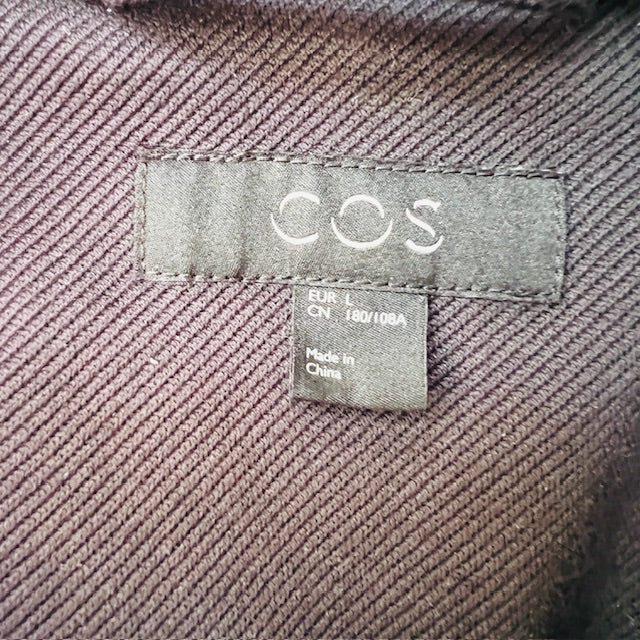 COS
EUR L
CN 180/108A
Made in
China